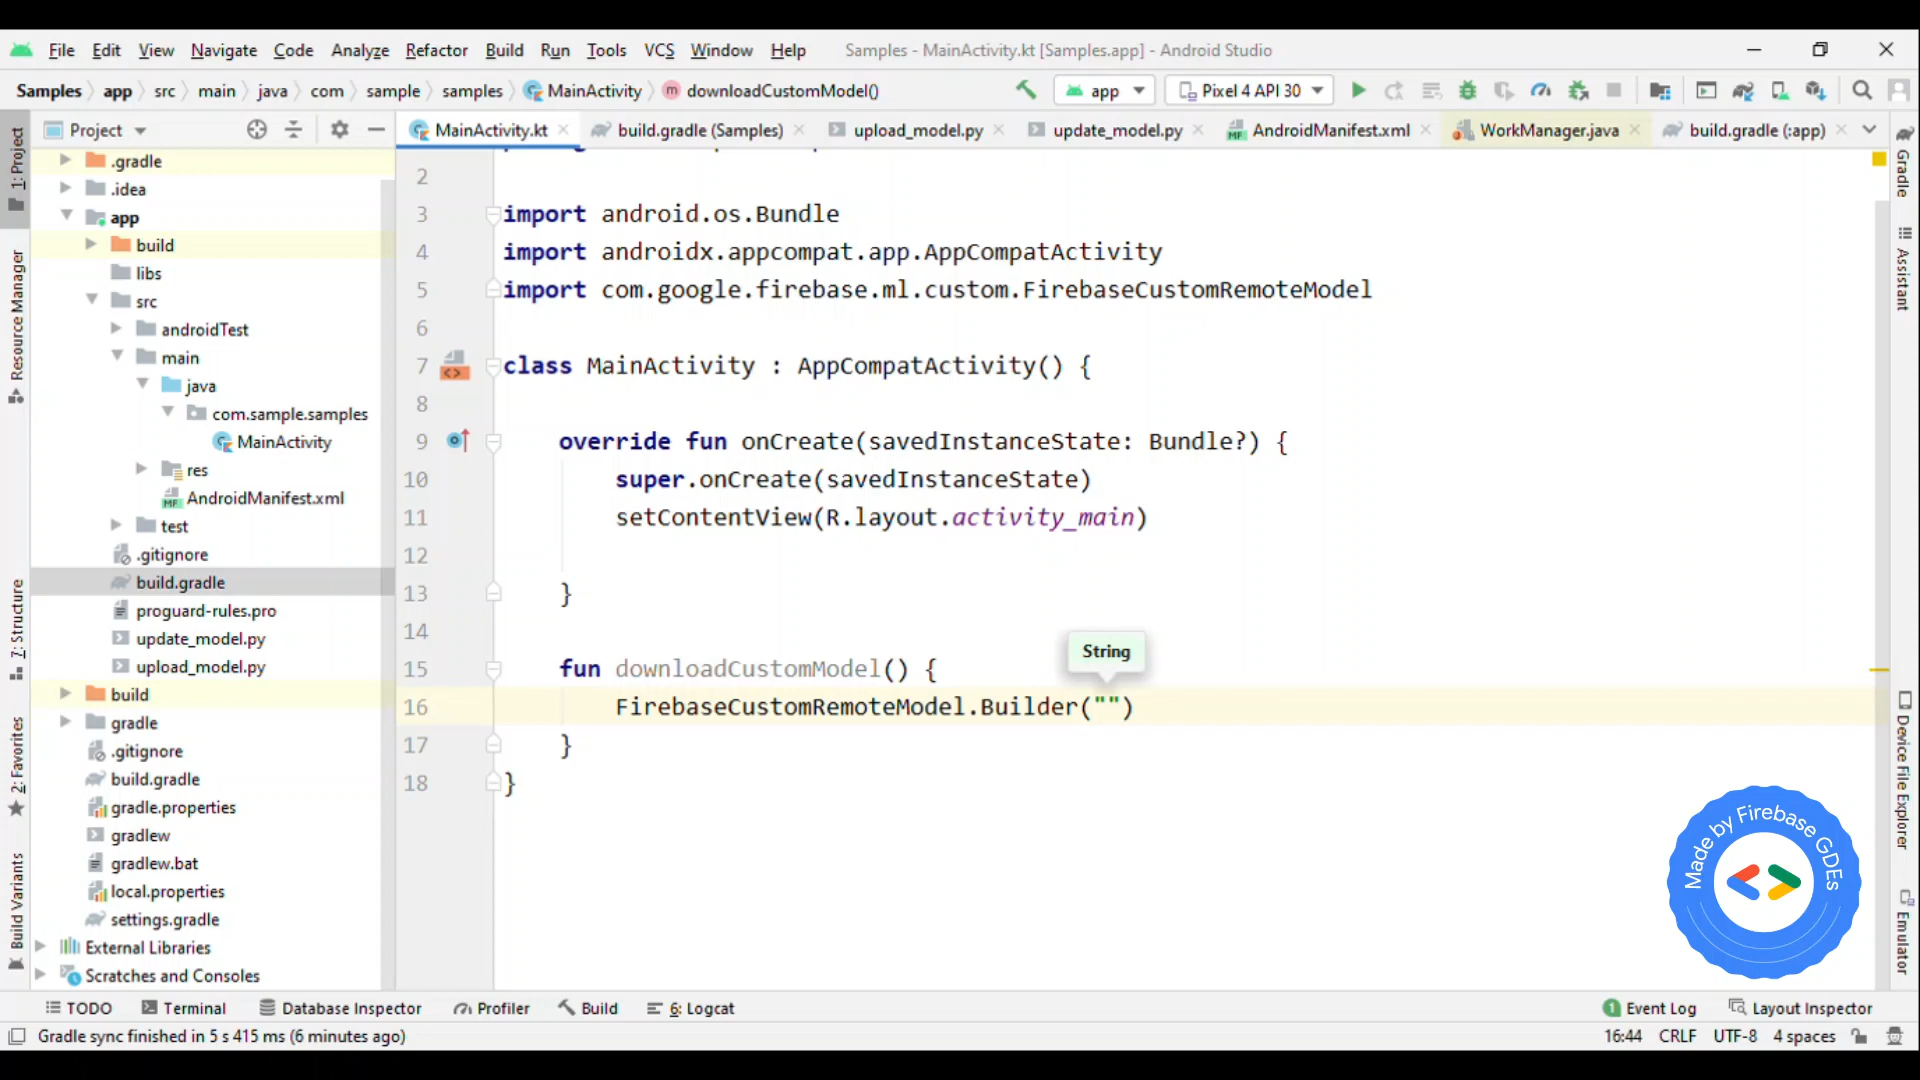 File Edit View Navigate Code Analyze Refactor Build Run Tools VCS Window Help Samples - MainActivity.kt [Samples.app] - Android Studio
Samples app src main java com sample samples MainActivity m downloadCustomModel() app Pixel 4 API 30
Project MainActivity.kt build.gradle (Samples) upload_model.py update_model.py AndroidManifest.xml WorkManager.java build.gradle (:app)
1: Project
Resource Manager
7: Structure
2: Favorites
Build Variants
.gradle
.idea
app
build
libs
src
androidTest
main
java
com.sample.samples
MainActivity
res
AndroidManifest.xml
test
.gitignore
build.gradle
proguard-rules.pro
update_model.py
upload_model.py
build
gradle
.gitignore
build.gradle
gradle.properties
gradlew
gradlew.bat
local.properties
settings.gradle
External Libraries
Scratches and Consoles
2
3 import android.os.Bundle
4 import androidx.appcompat.app.AppCompatActivity
5 import com.google.firebase.ml.custom.FirebaseCustomRemoteModel
6
7 class MainActivity : AppCompatActivity() {
8
9 override fun onCreate(savedInstanceState: Bundle?) {
10 super.onCreate(savedInstanceState)
11 setContentView(R.layout.activity_main)
12
13 }
14
String
15 fun downloadCustomModel() {
16 FirebaseCustomRemoteModel.Builder("")
17 }
18 }
Gradle
Assistant
Device File Explorer
Emulator
Made by Firebase GDEs
TODO Terminal Database Inspector Profiler Build 6: Logcat 1 Event Log Layout Inspector
Gradle sync finished in 5 s 415 ms (6 minutes ago) 16:44 CRLF UTF-8 4 spaces